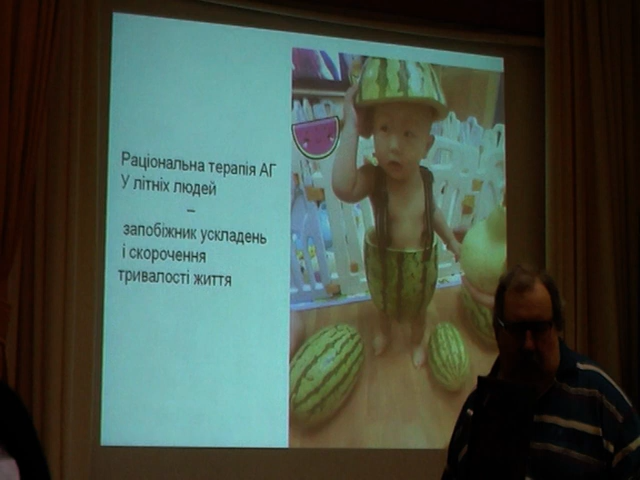 Раціональна терапія АГ
У літніх людей
–
запобіжник ускладень
і скорочення
тривалості життя